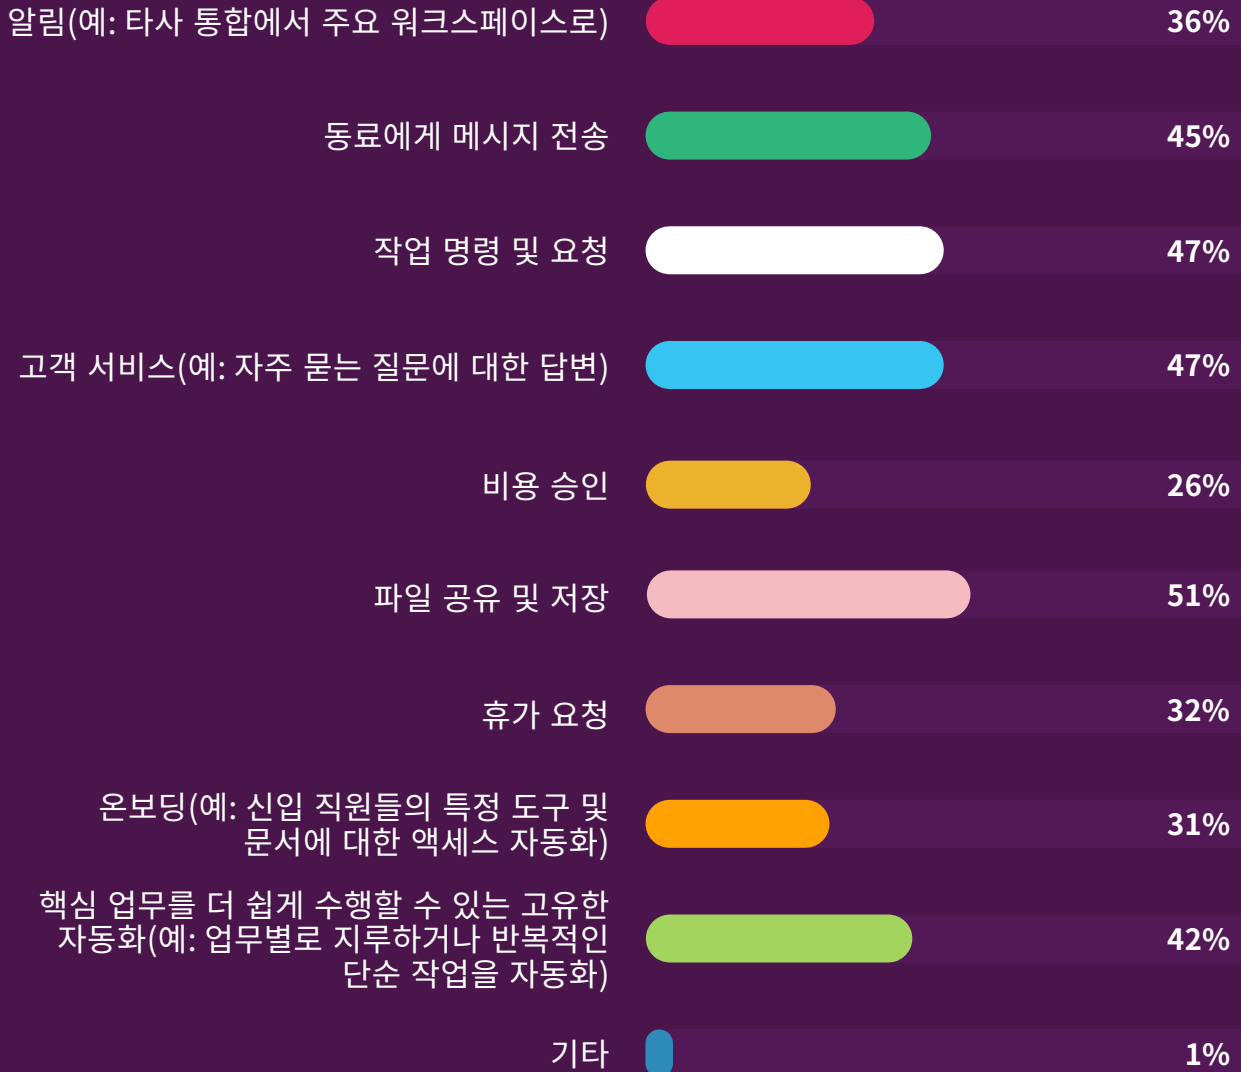 알림(예: 타사 통합에서 주요 워크스페이스로) 36%
동료에게 메시지 전송 45%
작업 명령 및 요청 47%
고객 서비스(예: 자주 묻는 질문에 대한 답변) 47%
비용 승인 26%
파일 공유 및 저장 51%
휴가 요청 32%
온보딩(예: 신입 직원들의 특정 도구 및
문서에 대한 액세스 자동화) 31%
핵심 업무를 더 쉽게 수행할 수 있는 고유한
자동화(예: 업무별로 지루하거나 반복적인 42%
단순 작업을 자동화)
기타 1%